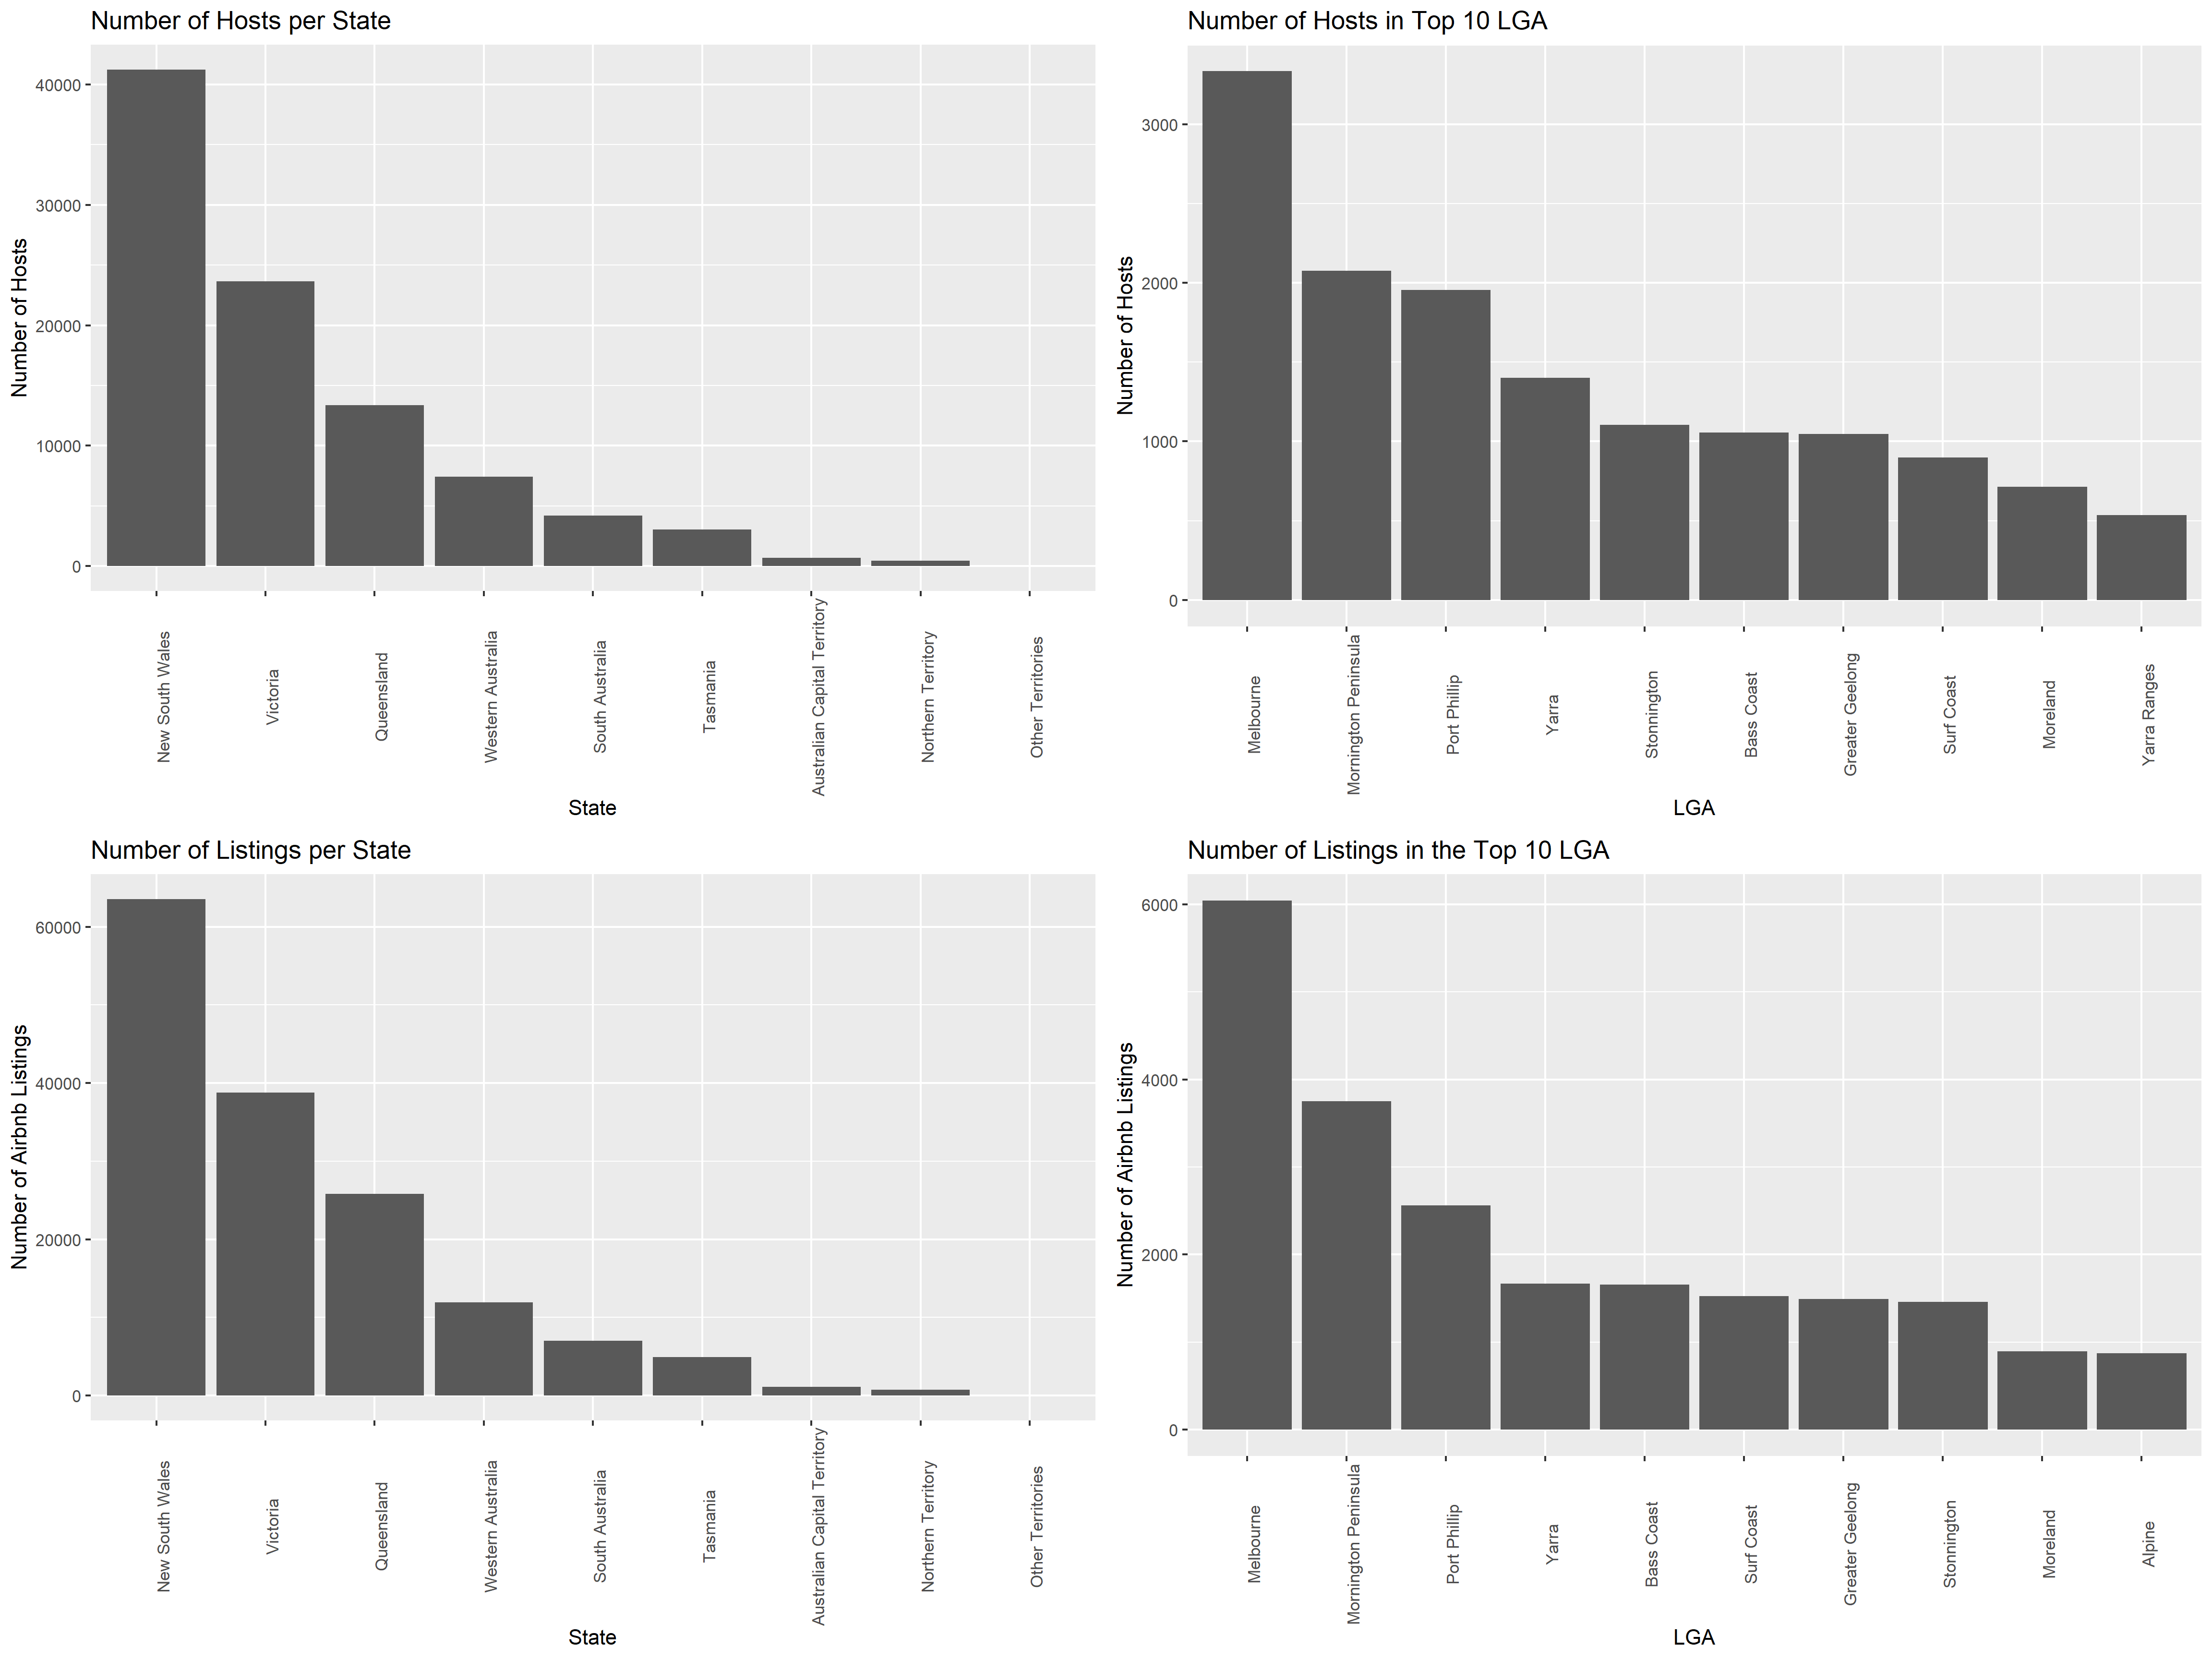 Number of Hosts per State
Number of Hosts
40000
30000
20000
10000
0
New South Wales
Victoria
Queensland
Western Australia
South Australia
Tasmania
Australian Capital Territory
Northern Territory
Other Territories
State
Number of Hosts in Top 10 LGA
Number of Hosts
3000
2000
1000
0
Melbourne
Mornington Peninsula
Port Phillip
Yarra
Stonnington
Bass Coast
Greater Geelong
Surf Coast
Moreland
Yarra Ranges
LGA
Number of Listings per State
Number of Airbnb Listings
60000
40000
20000
0
New South Wales
Victoria
Queensland
Western Australia
South Australia
Tasmania
Australian Capital Territory
Northern Territory
Other Territories
State
Number of Listings in the Top 10 LGA
Number of Airbnb Listings
6000
4000
2000
0
Melbourne
Mornington Peninsula
Port Phillip
Yarra
Bass Coast
Surf Coast
Greater Geelong
Stonnington
Moreland
Alpine
LGA